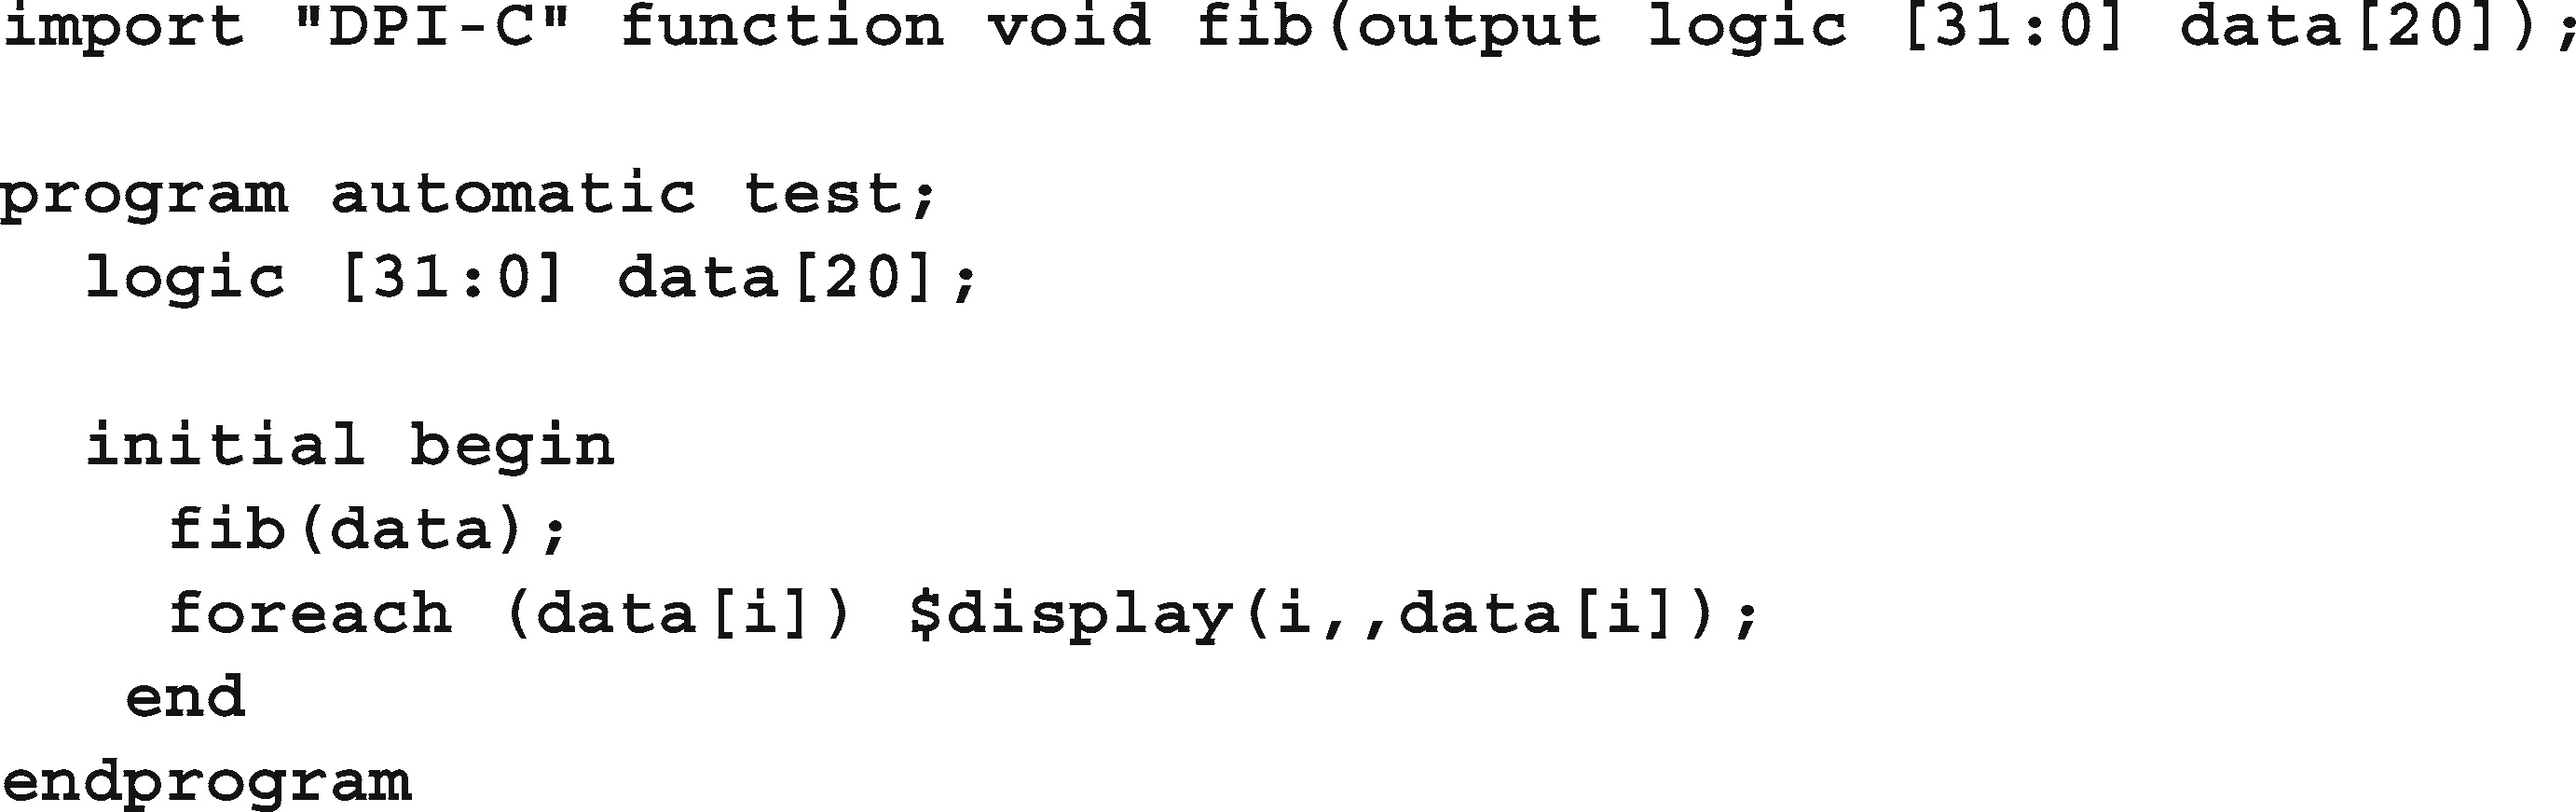 import "DPI-C" function void fib(output logic [31:0] data[20]);
program automatic test;
  logic [31:0] data[20];
  initial begin
    fib(data);
    foreach (data[i]) $display(i,,data[i]);
   end
endprogram